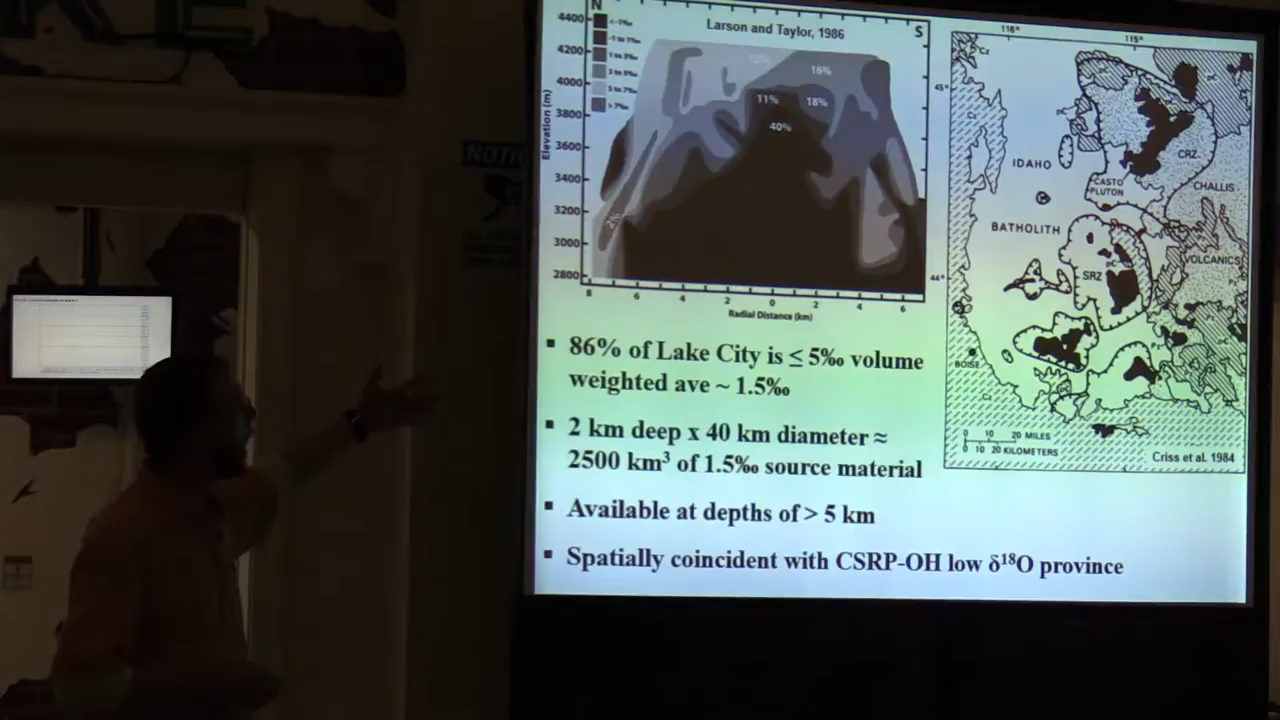 KE
NOTI
N
Larson and Taylor, 1986
S
4400
4200
4000
3800
3600
3400
3200
3000
2800
Elevation (m)
16%
11%
18%
40%
8
6
4
2
0
2
4
6
Radial Distance (km)
116°
115°
45°
44°
IDAHO
BATHOLITH
CASTO
PLUTON
CRZ
CHALLIS
VOLCANICS
SRZ
BOISE
0 10 20 MILES
0 10 20 KILOMETERS
Criss et al. 1984
▪ 86% of Lake City is ≤ 5‰ volume
weighted ave ~ 1.5‰
▪ 2 km deep x 40 km diameter ≈
2500 km³ of 1.5‰ source material
▪ Available at depths of > 5 km
▪ Spatially coincident with CSRP-OH low δ¹⁸O province